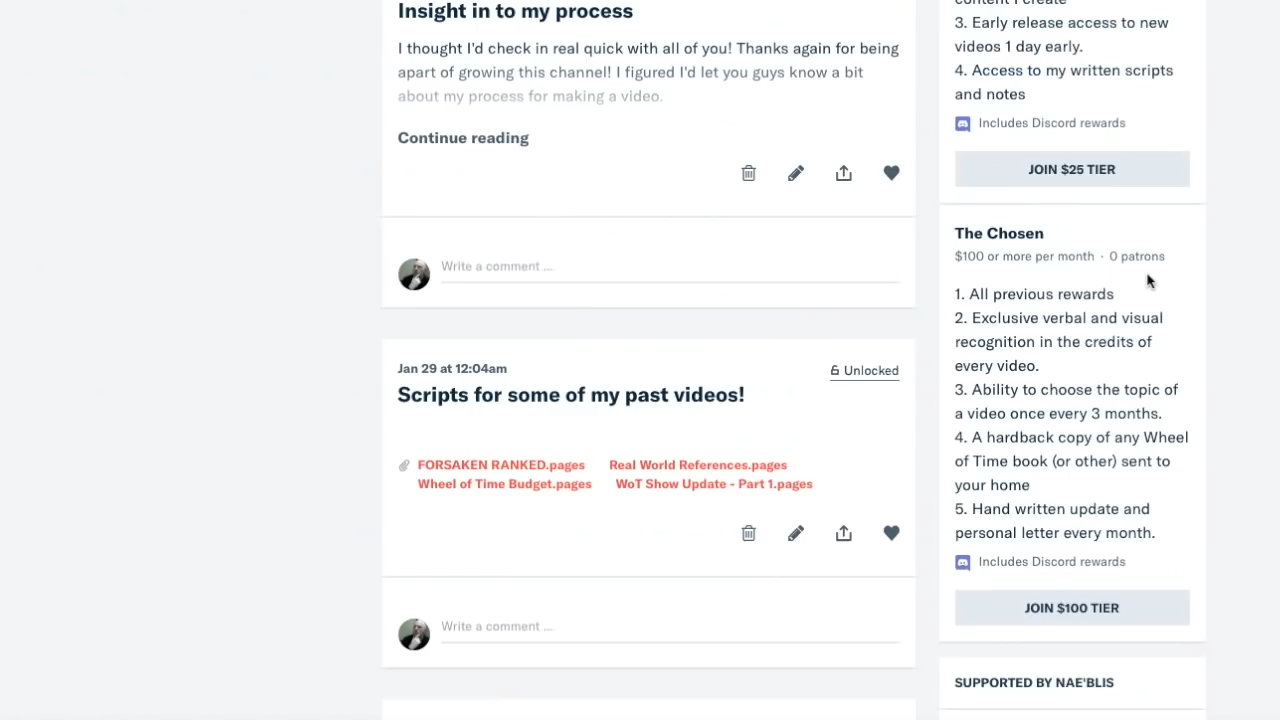 Insight in to my process
I thought I'd check in real quick with all of you! Thanks again for being
apart of growing this channel! I figured I'd let you guys know a bit
about my process for making a video.
Continue reading
Write a comment ...
Jan 29 at 12:04am
Unlocked
Scripts for some of my past videos!
FORSAKEN RANKED.pages Real World References.pages
Wheel of Time Budget.pages WoT Show Update - Part 1.pages
Write a comment ...
content I create
3. Early release access to new
videos 1 day early.
4. Access to my written scripts
and notes
Includes Discord rewards
JOIN $25 TIER
The Chosen
$100 or more per month · 0 patrons
1. All previous rewards
2. Exclusive verbal and visual
recognition in the credits of
every video.
3. Ability to choose the topic of
a video once every 3 months.
4. A hardback copy of any Wheel
of Time book (or other) sent to
your home
5. Hand written update and
personal letter every month.
Includes Discord rewards
JOIN $100 TIER
SUPPORTED BY NAE'BLIS